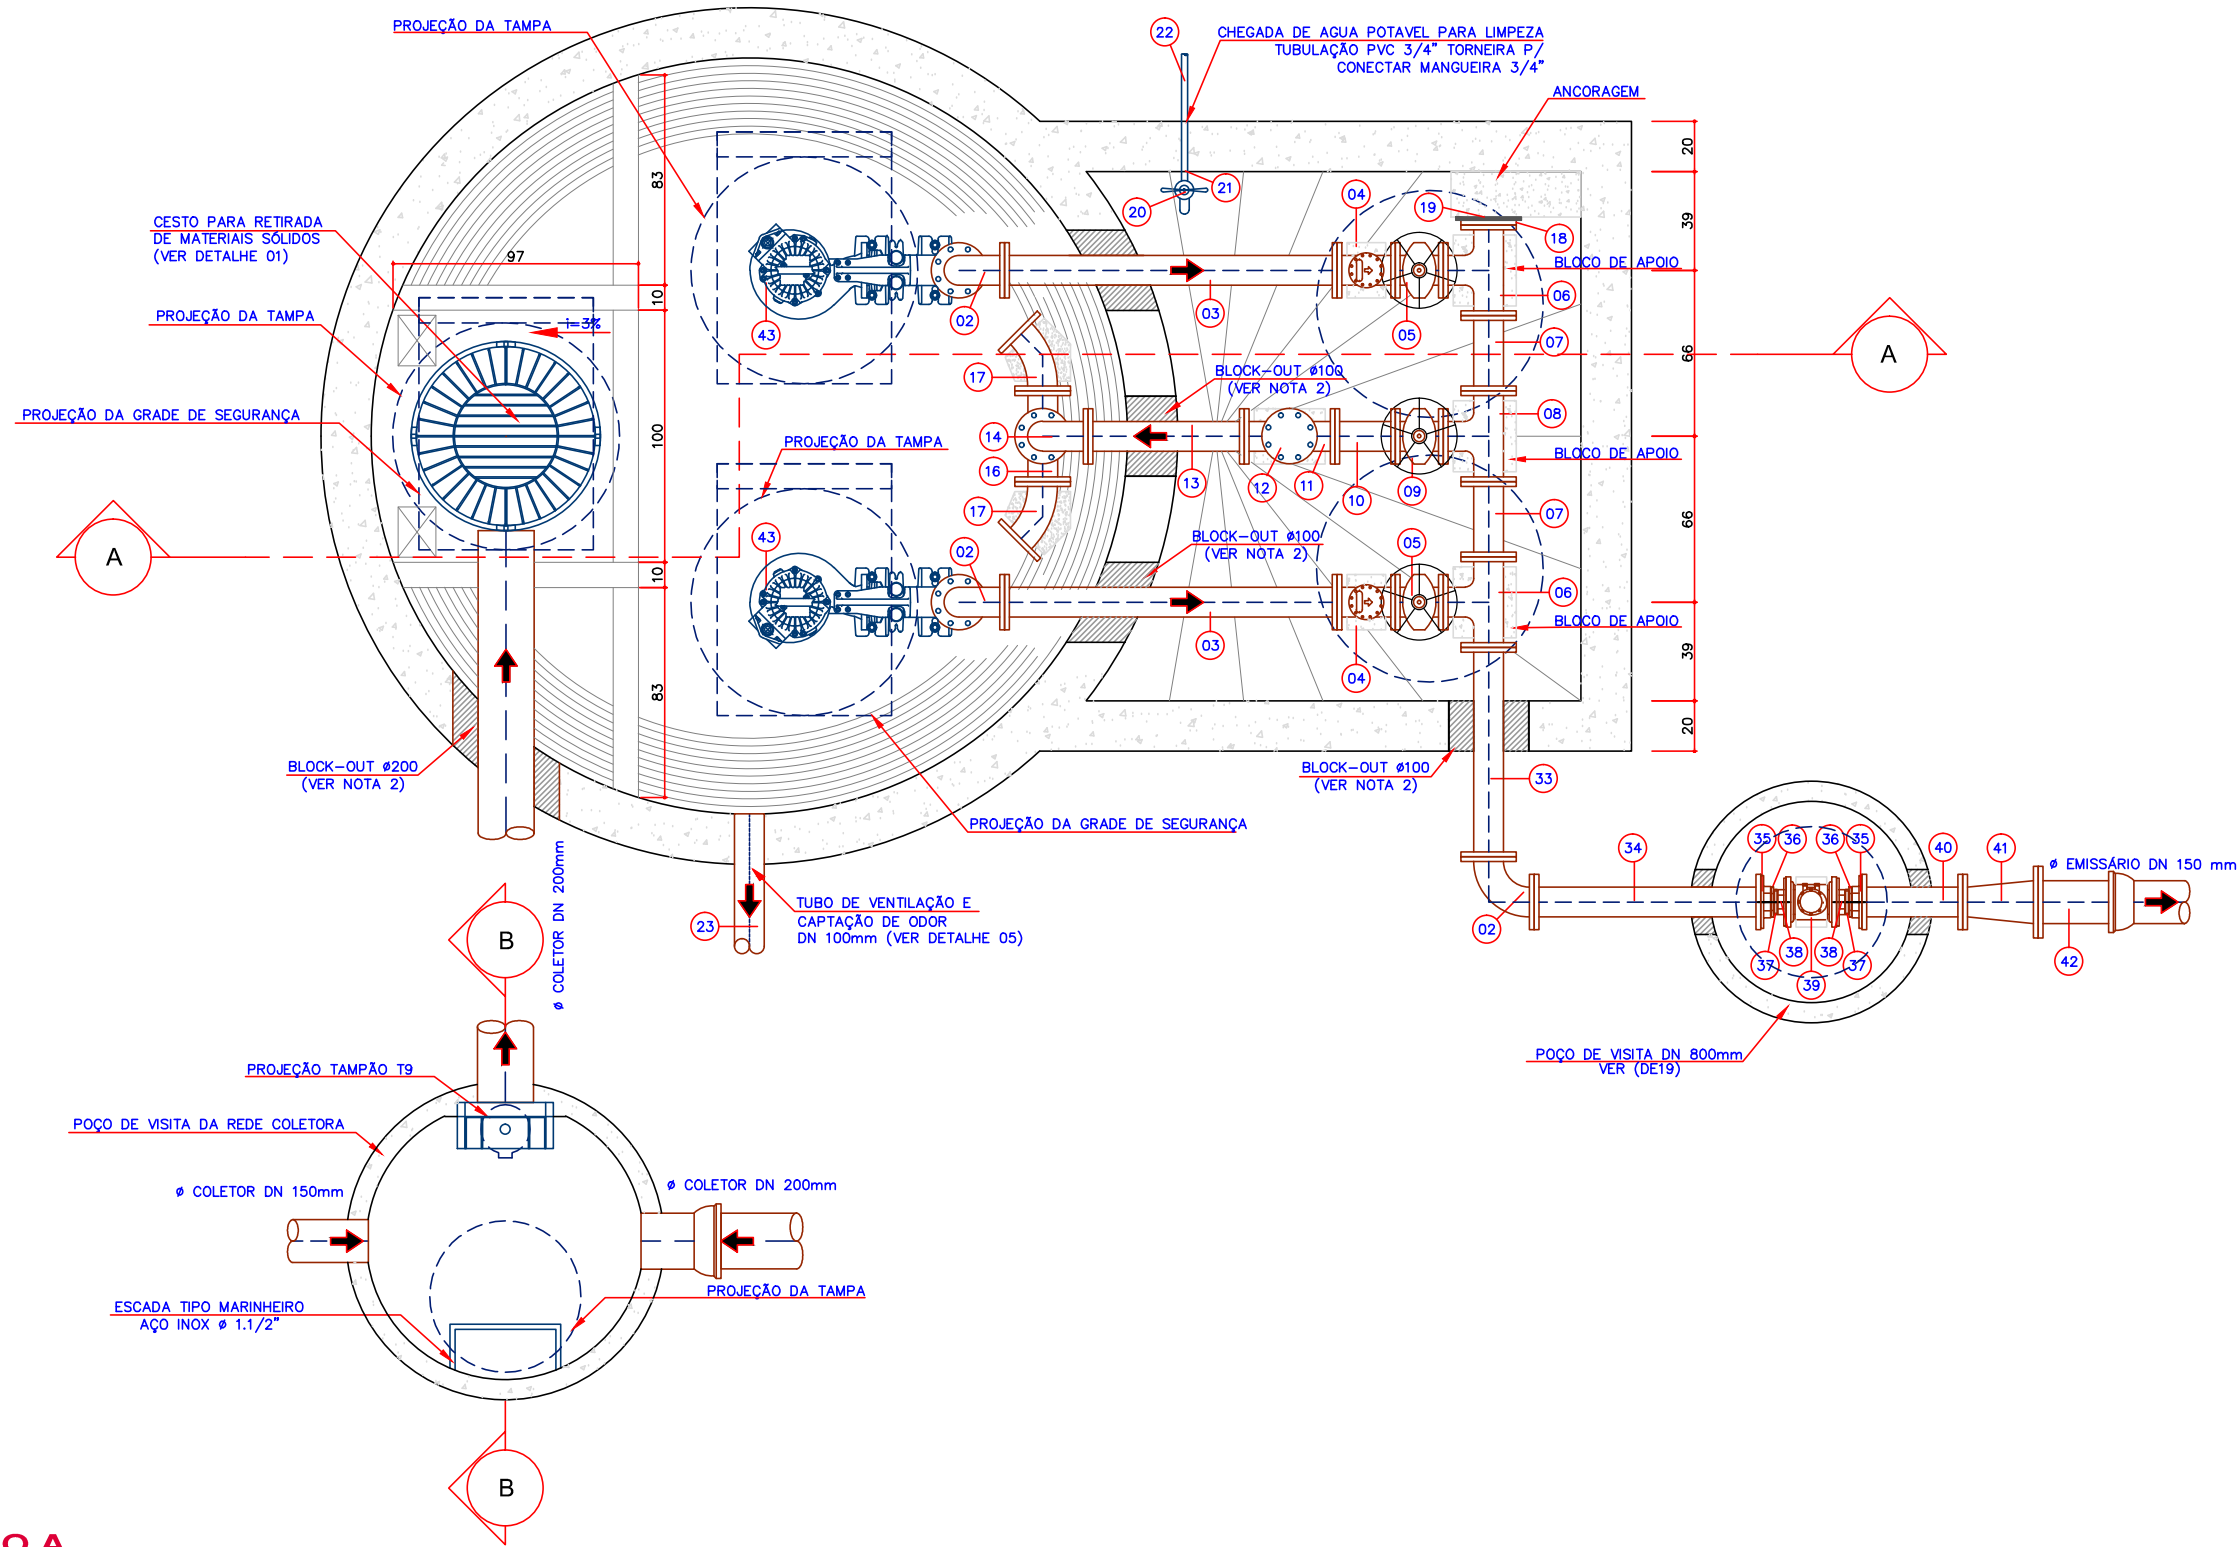 PROJEÇÃO DA TAMPA
22
CHEGADA DE AGUA POTAVEL PARA LIMPEZA
TUBULAÇÃO PVC 3/4" TORNEIRA P/
CONECTAR MANGUEIRA 3/4"
ANCORAGEM
20
83
21
20
04
19
18
39
CESTO PARA RETIRADA
DE MATERIAIS SÓLIDOS
(VER DETALHE 01)
97
BLOCO DE APOIO
10
06
PROJEÇÃO DA TAMPA
i=3%
43
02
03
05
07
66
A
17
BLOCK-OUT ø100
(VER NOTA 2)
PROJEÇÃO DA GRADE DE SEGURANÇA
08
100
14
PROJEÇÃO DA TAMPA
BLOCO DE APOIO
16
13
12
11
10
09
17
07
66
A
43
02
BLOCK-OUT ø100
(VER NOTA 2)
05
10
06
BLOCO DE APOIO
03
04
39
83
20
BLOCK-OUT ø200
(VER NOTA 2)
BLOCK-OUT ø100
(VER NOTA 2)
33
PROJEÇÃO DA GRADE DE SEGURANÇA
34
35
36
36
35
40
41
ø EMISSÁRIO DN 150 mm
ø COLETOR DN 200mm
TUBO DE VENTILAÇÃO E
CAPTAÇÃO DE ODOR
DN 100mm (VER DETALHE 05)
23
02
37
38
38
37
39
42
B
POÇO DE VISITA DN 800mm
VER (DE19)
PROJEÇÃO TAMPÃO T9
POÇO DE VISITA DA REDE COLETORA
ø COLETOR DN 150mm
ø COLETOR DN 200mm
PROJEÇÃO DA TAMPA
ESCADA TIPO MARINHEIRO
AÇO INOX ø 1.1/2"
B